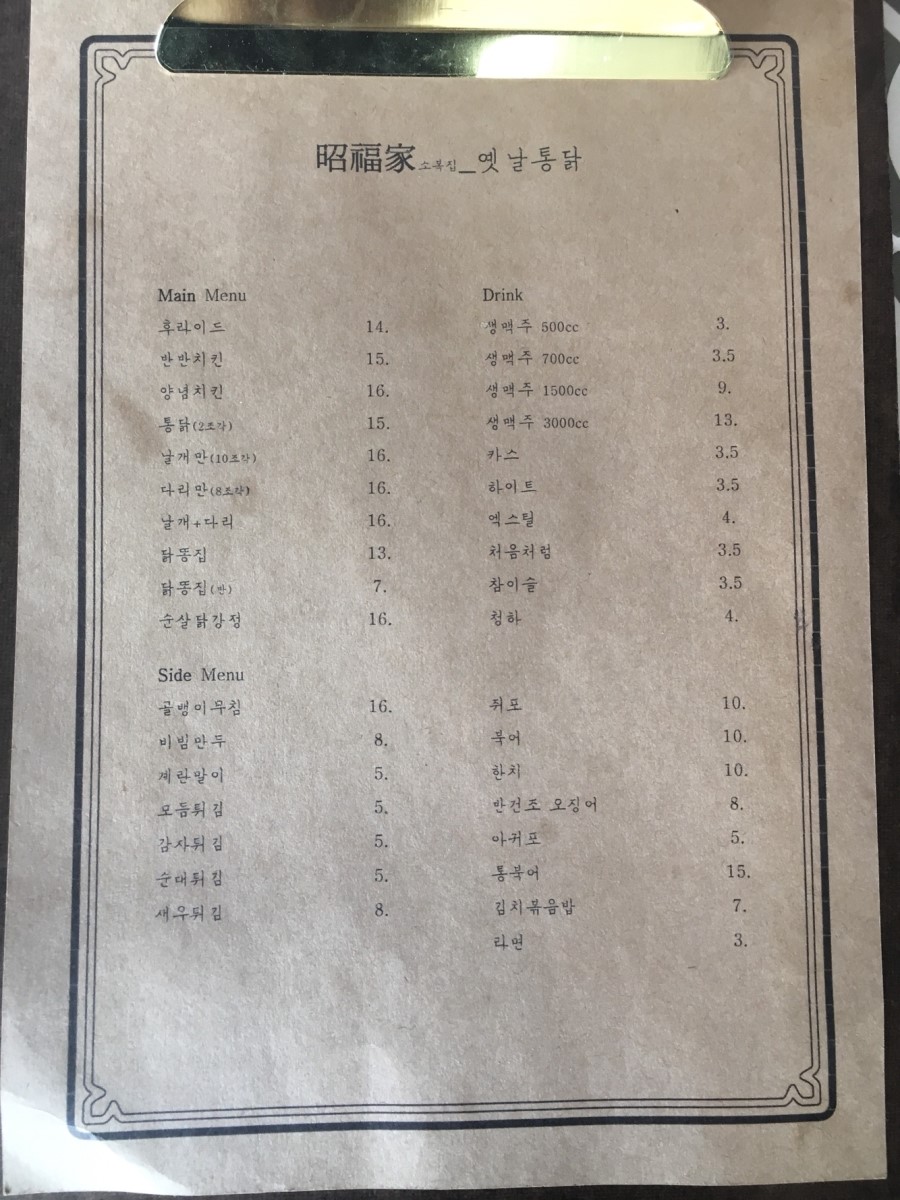 昭福家 소복집_옛날통닭
Main Menu
후라이드 14.
반반치킨 15.
양념치킨 16.
통닭(2조각) 15.
날개만(10조각) 16.
다리만(8조각) 16.
날개+다리 16.
닭똥집 13.
닭똥집(반) 7.
순살닭강정 16.
Drink
생맥주 500cc 3.
생맥주 700cc 3.5
생맥주 1500cc 9.
생맥주 3000cc 13.
카스 3.5
하이트 3.5
엑스틸 4.
처음처럼 3.5
참이슬 3.5
청하 4.
Side Menu
골뱅이무침 16.
비빔만두 8.
계란말이 5.
모듬튀김 5.
감자튀김 5.
순대튀김 5.
새우튀김 8.
쥐포 10.
북어 10.
한치 10.
반건조 오징어 8.
아귀포 5.
통북어 15.
김치볶음밥 7.
라면 3.